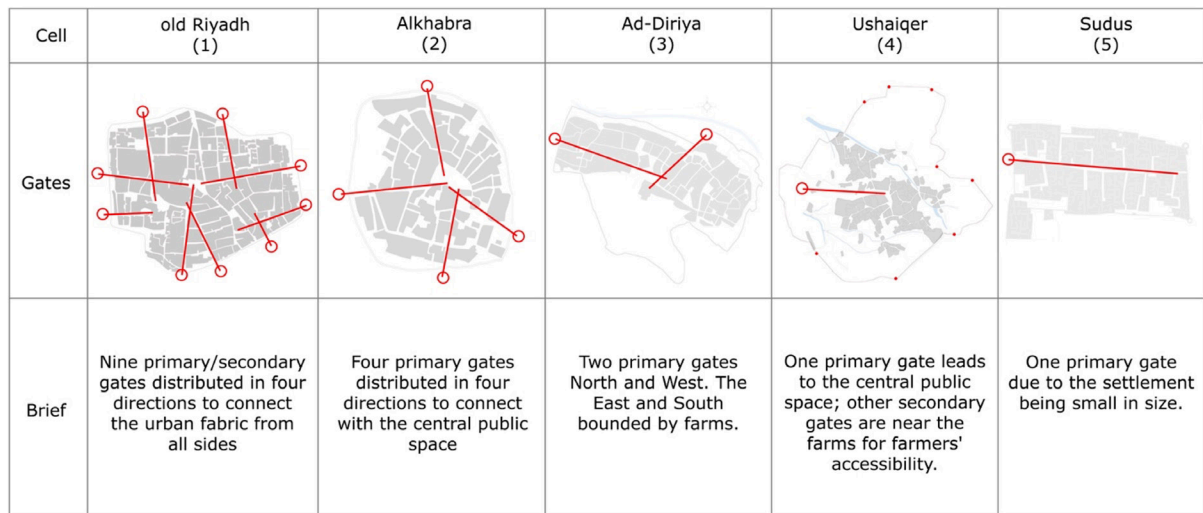 Cell
old Riyadh
(1)
Alkhabra
(2)
Ad-Diriya
(3)
Ushaiqer
(4)
Sudus
(5)
Gates
Brief
Nine primary/secondary
gates distributed in four
directions to connect
the urban fabric from
all sides
Four primary gates
distributed in four
directions to connect
with the central public
space
Two primary gates
North and West. The
East and South
bounded by farms.
One primary gate leads
to the central public
space; other secondary
gates are near the
farms for farmers'
accessibility.
One primary gate
due to the settlement
being small in size.